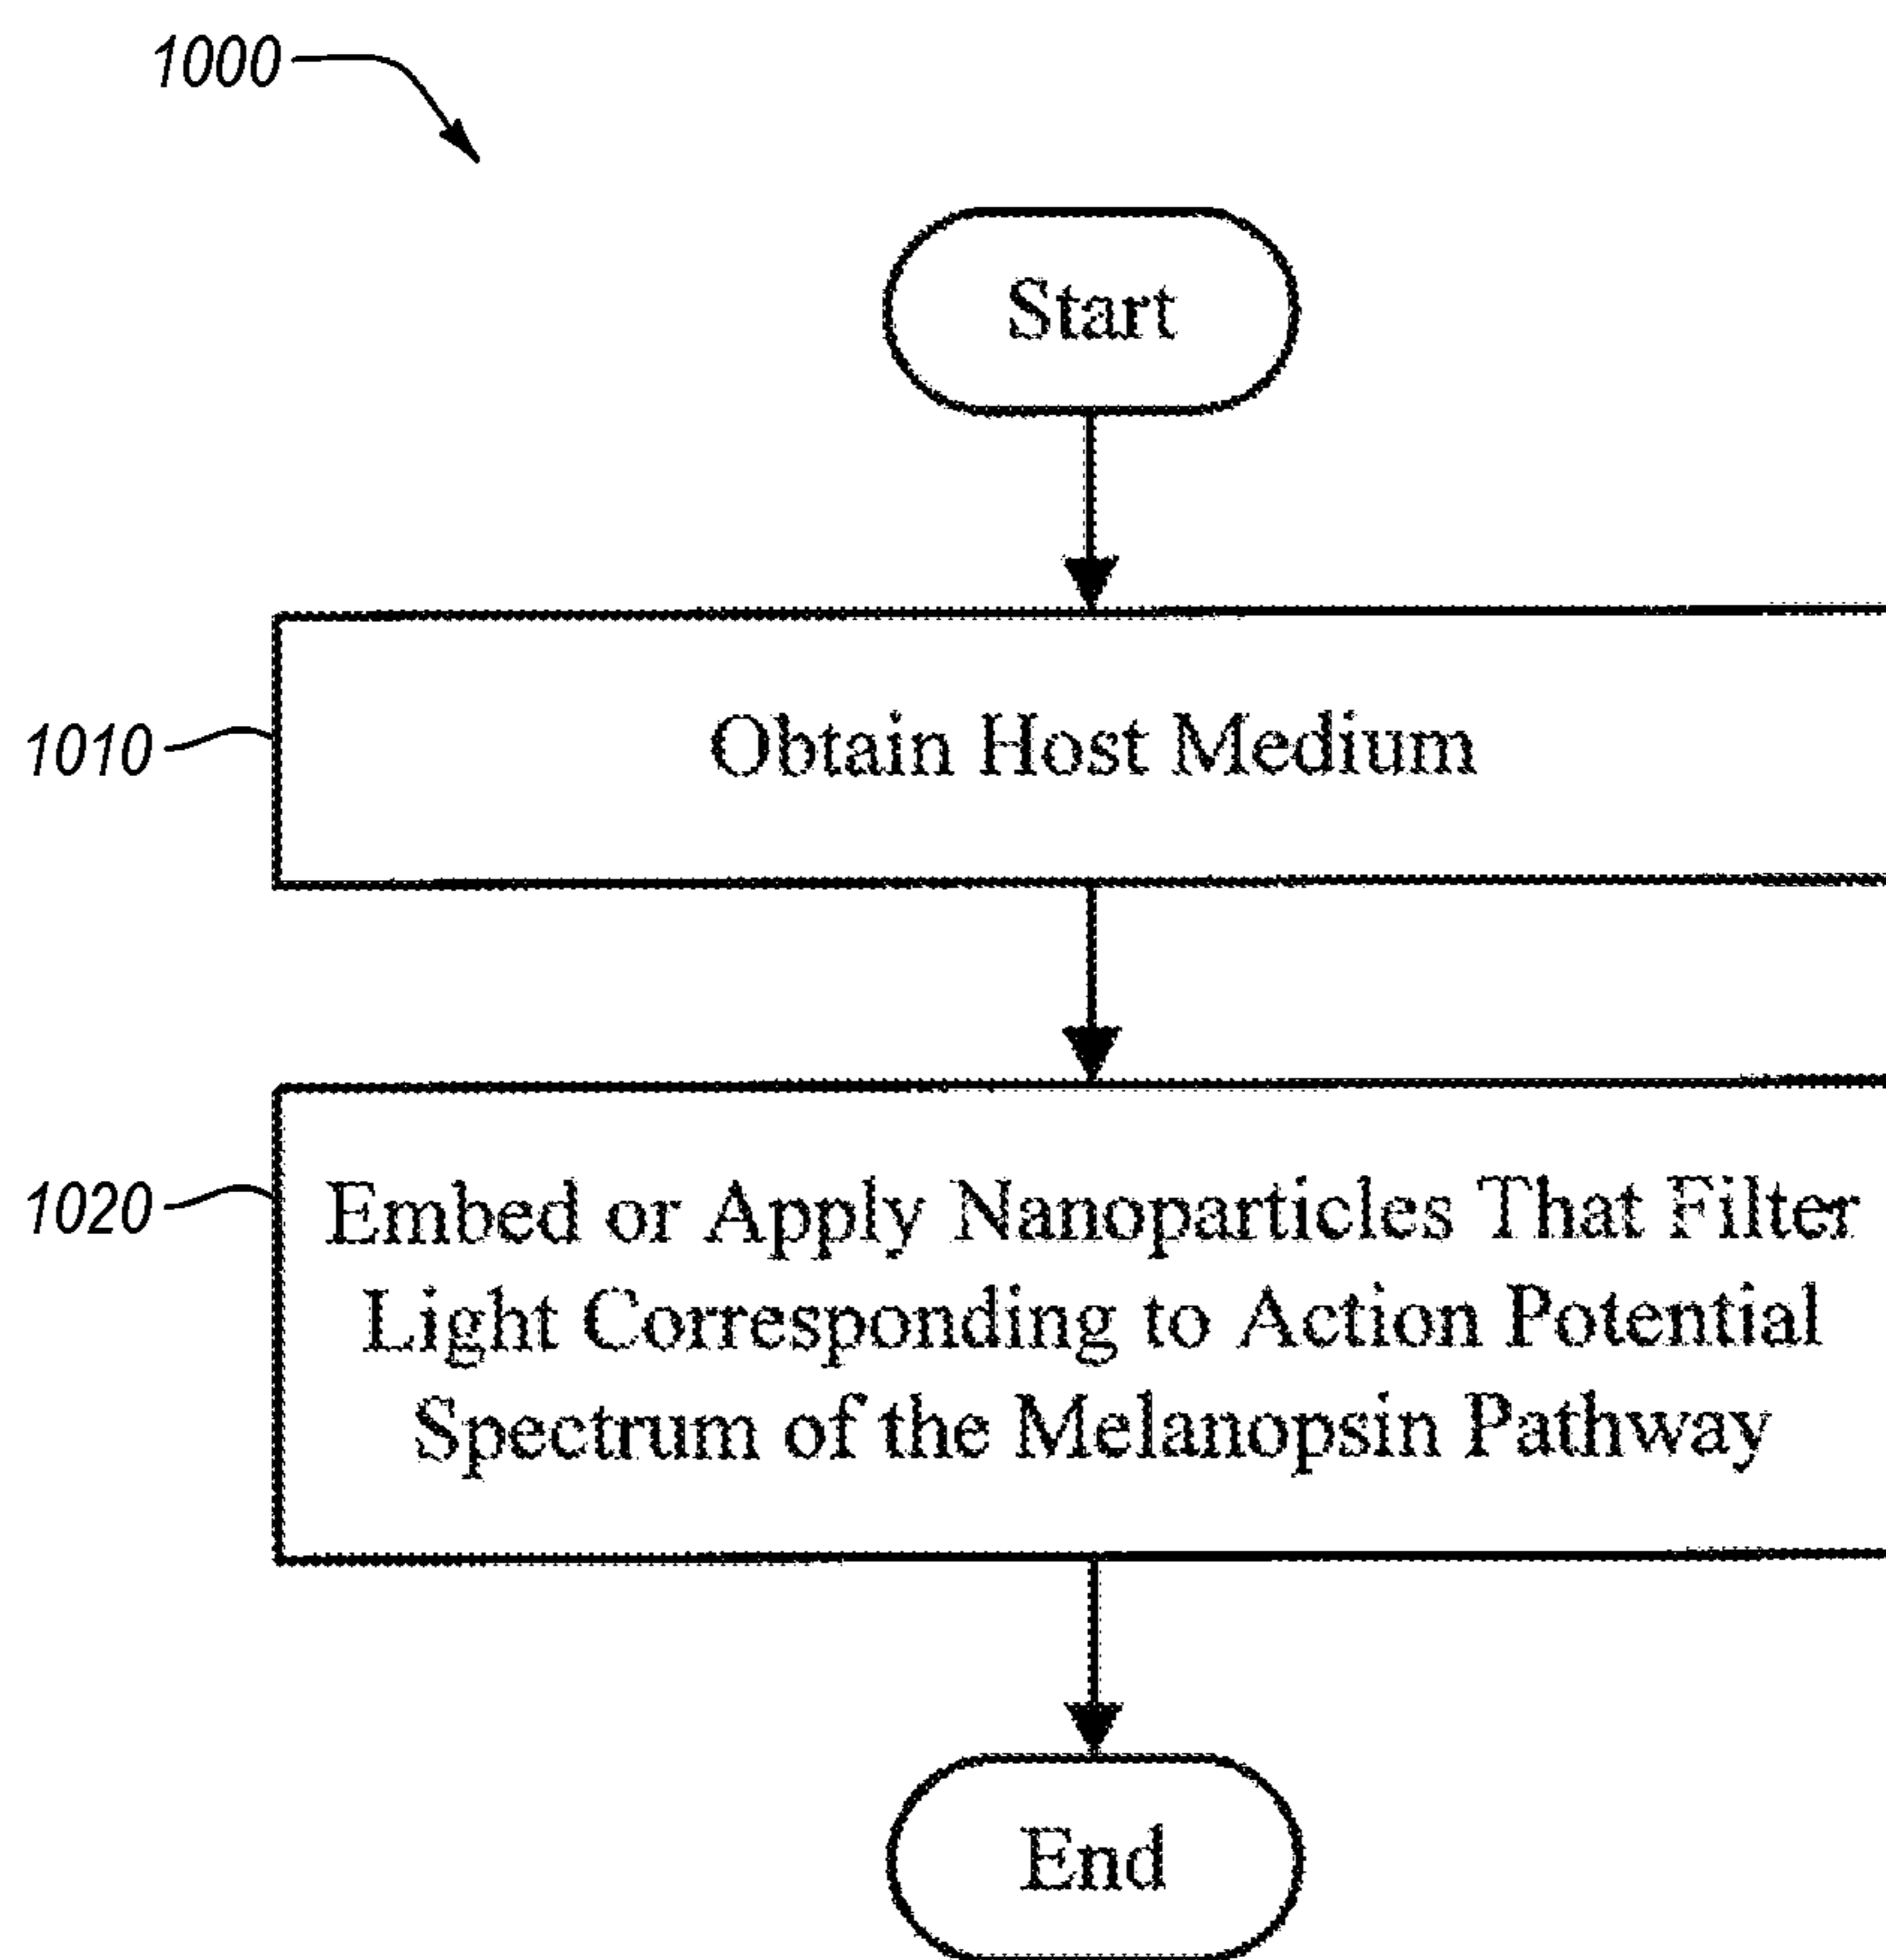 1000
Start
1010
Obtain Host Medium
1020
Embed or Apply Nanoparticles That Filter
Light Corresponding to Action Potential
Spectrum of the Melanopsin Pathway
End